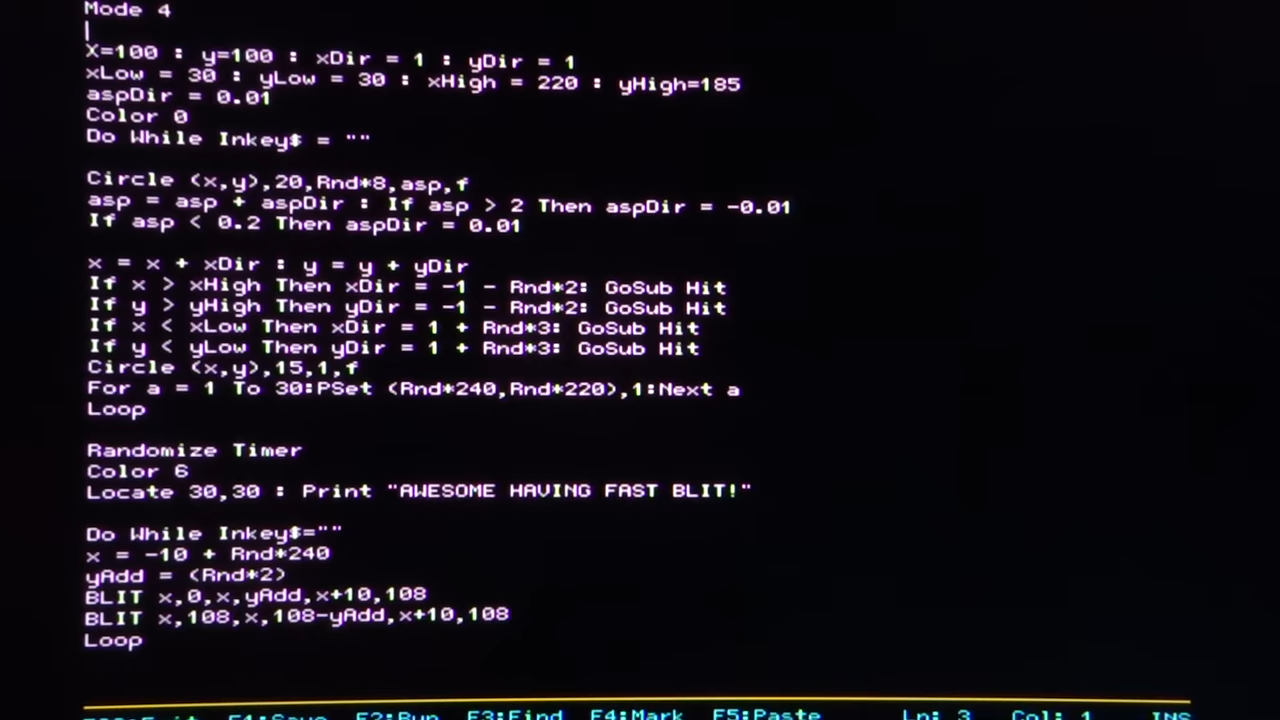 Mode 4
X=100 : y=100 : xDir = 1 : yDir = 1
xLow = 30 : yLow = 30 : xHigh = 220 : yHigh=185
aspDir = 0.01
Color 0
Do While Inkey$ = ""
Circle (x,y),20,Rnd*8,asp,f
asp = asp + aspDir : If asp > 2 Then aspDir = -0.01
If asp < 0.2 Then aspDir = 0.01
x = x + xDir : y = y + yDir
If x > xHigh Then xDir = -1 - Rnd*2: GoSub Hit
If y > yHigh Then yDir = -1 - Rnd*2: GoSub Hit
If x < xLow Then xDir = 1 + Rnd*3: GoSub Hit
If y < yLow Then yDir = 1 + Rnd*3: GoSub Hit
Circle (x,y),15,1,f
For a = 1 To 30:PSet (Rnd*240,Rnd*220),1:Next a
Loop
Randomize Timer
Color 6
Locate 30,30 : Print "AWESOME HAVING FAST BLIT!"
Do While Inkey$=""
x = -10 + Rnd*240
yAdd = (Rnd*2)
BLIT x,0,x,yAdd,x+10,108
BLIT x,108,x,108-yAdd,x+10,108
Loop
F1:Save F2:Run F3:Find F4:Mark F5:Paste Ln: 3 Col: 1 INS